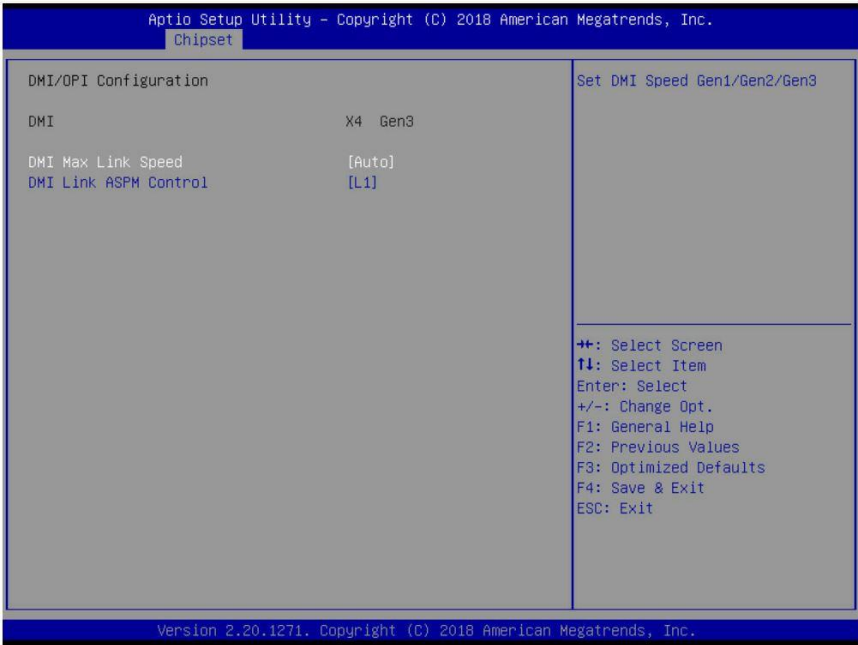 Aptio Setup Utility – Copyright (C) 2018 American Megatrends, Inc.
Chipset
DMI/OPI Configuration
DMI X4 Gen3
DMI Max Link Speed [Auto]
DMI Link ASPM Control [L1]
Set DMI Speed Gen1/Gen2/Gen3
→←: Select Screen
↑↓: Select Item
Enter: Select
+/-: Change Opt.
F1: General Help
F2: Previous Values
F3: Optimized Defaults
F4: Save & Exit
ESC: Exit
Version 2.20.1271. Copyright (C) 2018 American Megatrends, Inc.